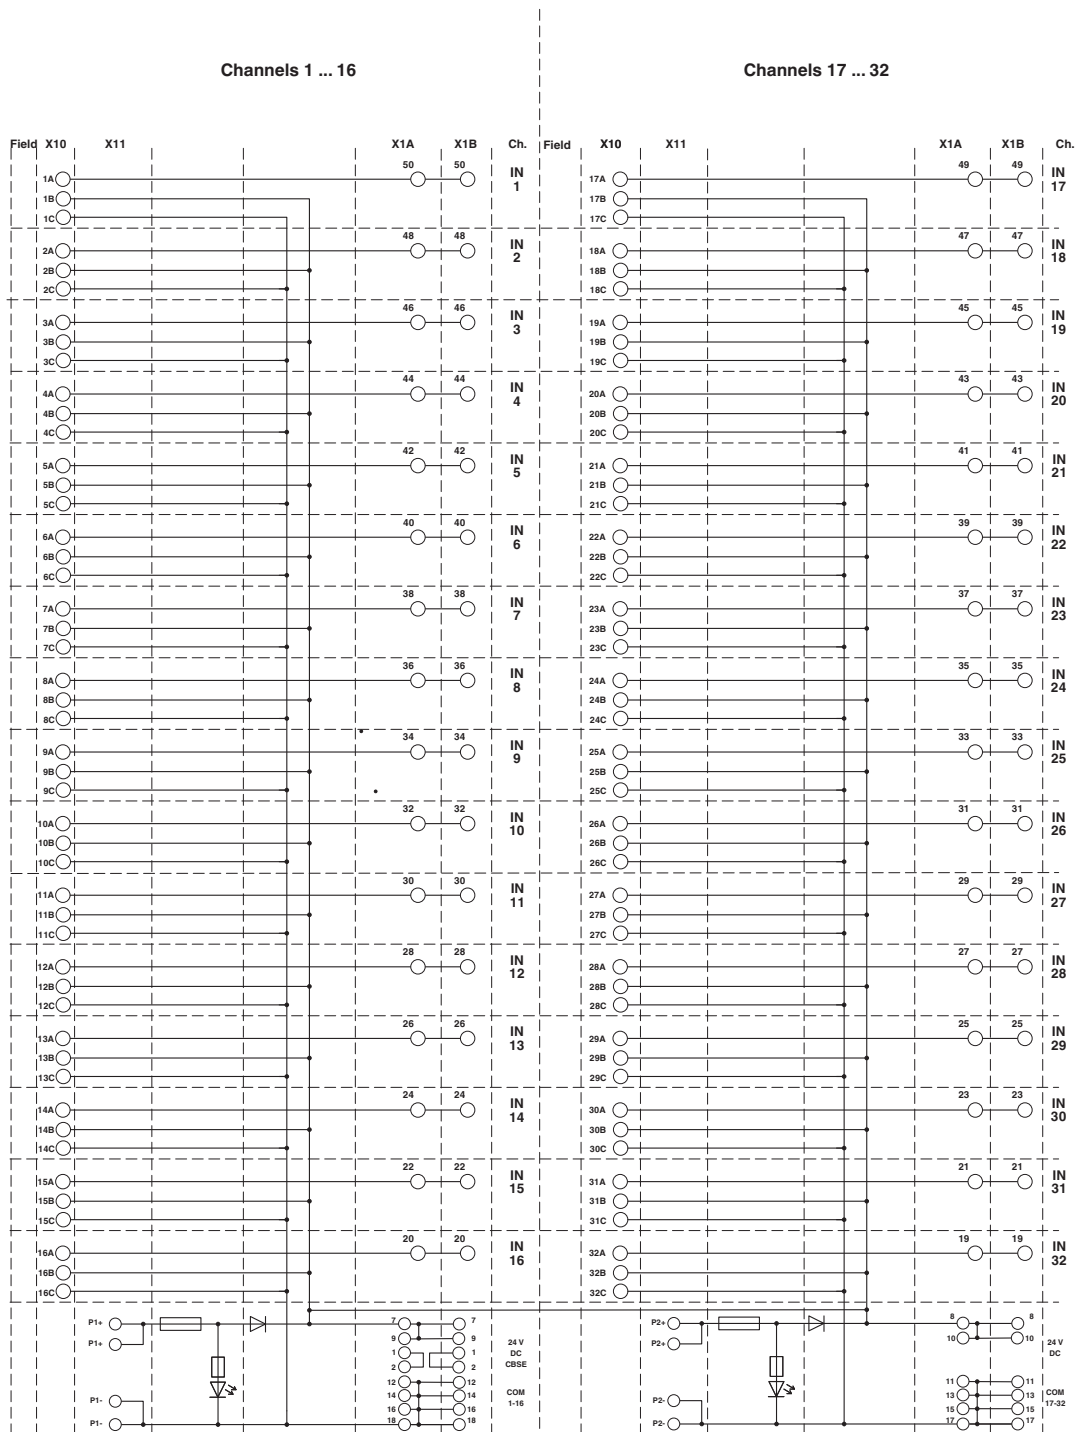 Channels 1 ... 16
Channels 17 ... 32
Field X10 X11 X1A X1B Ch. Field X10 X11 X1A X1B Ch.
1A 50 50 IN 1 17A 49 49 IN 17
1B 17B
1C 17C
2A 48 48 IN 2 18A 47 47 IN 18
2B 18B
2C 18C
3A 46 46 IN 3 19A 45 45 IN 19
3B 19B
3C 19C
4A 44 44 IN 4 20A 43 43 IN 20
4B 20B
4C 20C
5A 42 42 IN 5 21A 41 41 IN 21
5B 21B
5C 21C
6A 40 40 IN 6 22A 39 39 IN 22
6B 22B
6C 22C
7A 38 38 IN 7 23A 37 37 IN 23
7B 23B
7C 23C
8A 36 36 IN 8 24A 35 35 IN 24
8B 24B
8C 24C
9A 34 34 IN 9 25A 33 33 IN 25
9B 25B
9C 25C
10A 32 32 IN 10 26A 31 31 IN 26
10B 26B
10C 26C
11A 30 30 IN 11 27A 29 29 IN 27
11B 27B
11C 27C
12A 28 28 IN 12 28A 27 27 IN 28
12B 28B
12C 28C
13A 26 26 IN 13 29A 25 25 IN 29
13B 29B
13C 29C
14A 24 24 IN 14 30A 23 23 IN 30
14B 30B
14C 30C
15A 22 22 IN 15 31A 21 21 IN 31
15B 31B
15C 31C
16A 20 20 IN 16 32A 19 19 IN 32
16B 32B
16C 32C
P1+ 7 7 P2+ 8 8
P1+ 9 9 24 V P2+ 10 10 24 V
1 1 DC DC
2 2 CBSE
12 12 11 11
P1- 14 14 COM P2- 13 13 COM
16 16 1-16 15 15 17-32
P1- 18 18 P2- 17 17